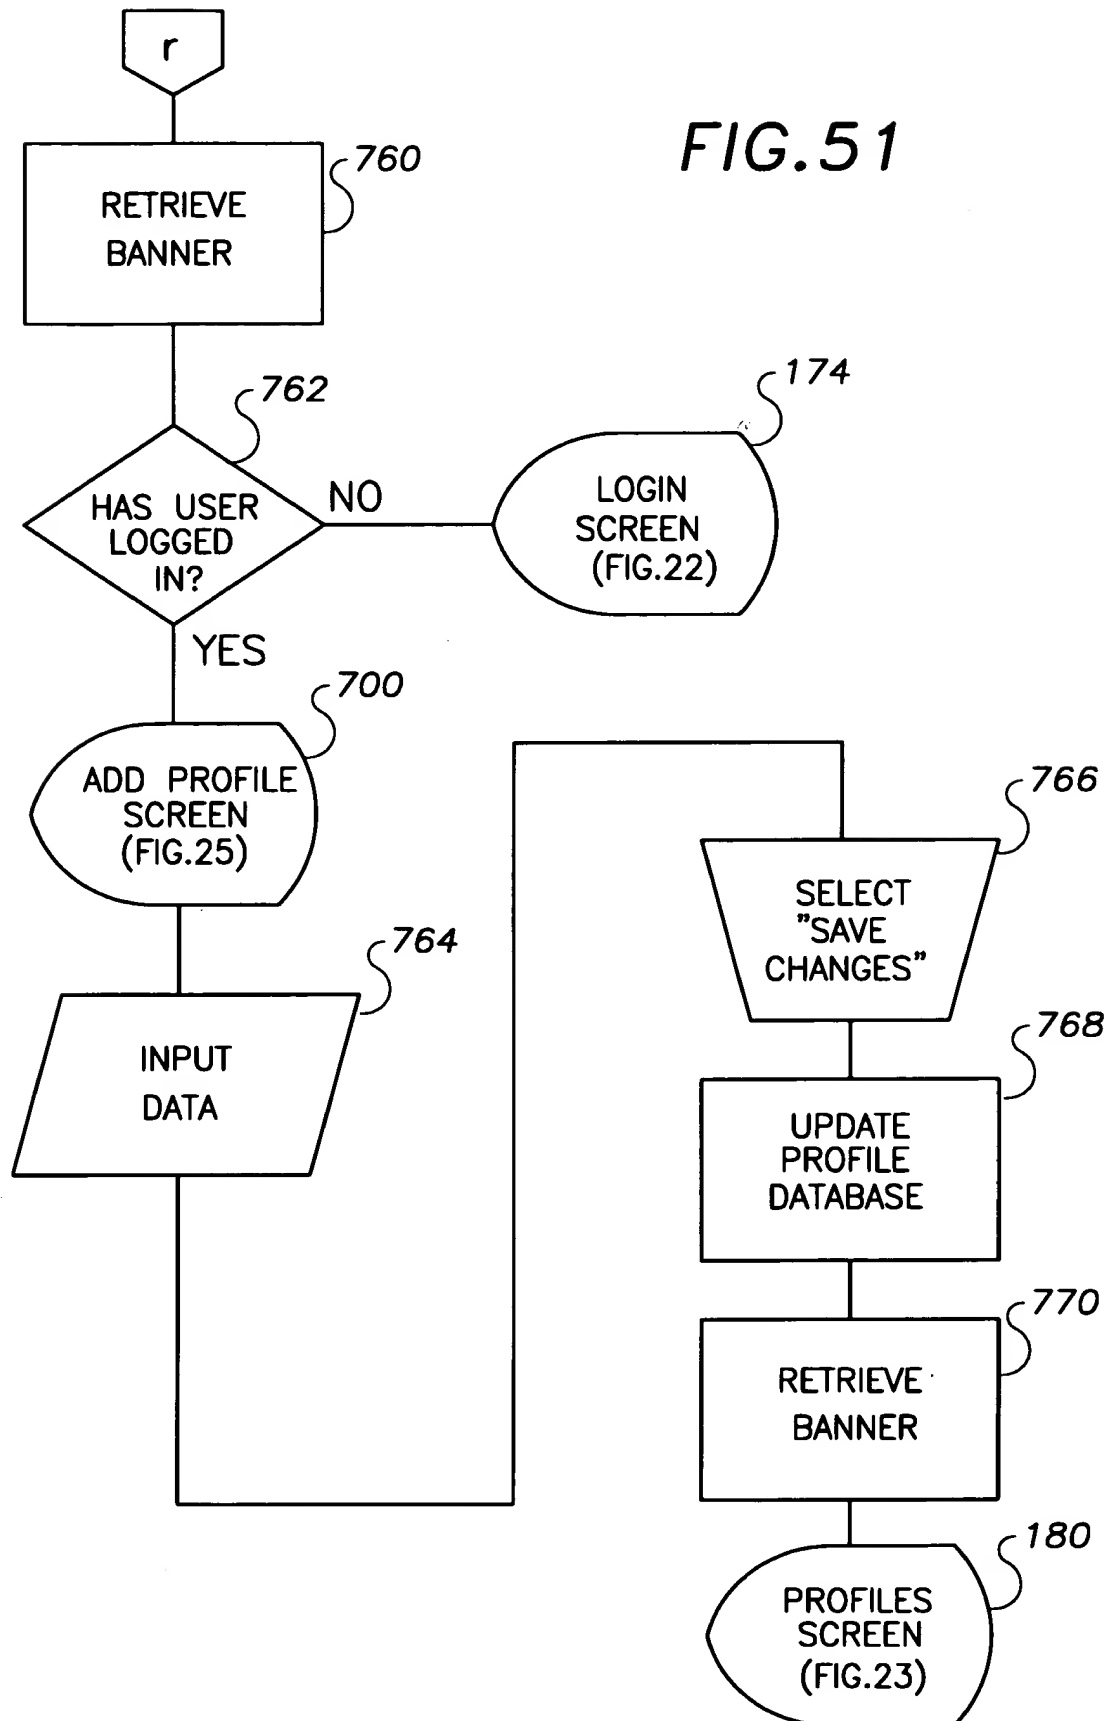 r
FIG.51
760
RETRIEVE
BANNER
762
HAS USER
LOGGED
IN?
NO
174
LOGIN
SCREEN
(FIG.22)
YES
700
ADD PROFILE
SCREEN
(FIG.25)
764
INPUT
DATA
766
SELECT
"SAVE
CHANGES"
768
UPDATE
PROFILE
DATABASE
770
RETRIEVE
BANNER
180
PROFILES
SCREEN
(FIG.23)